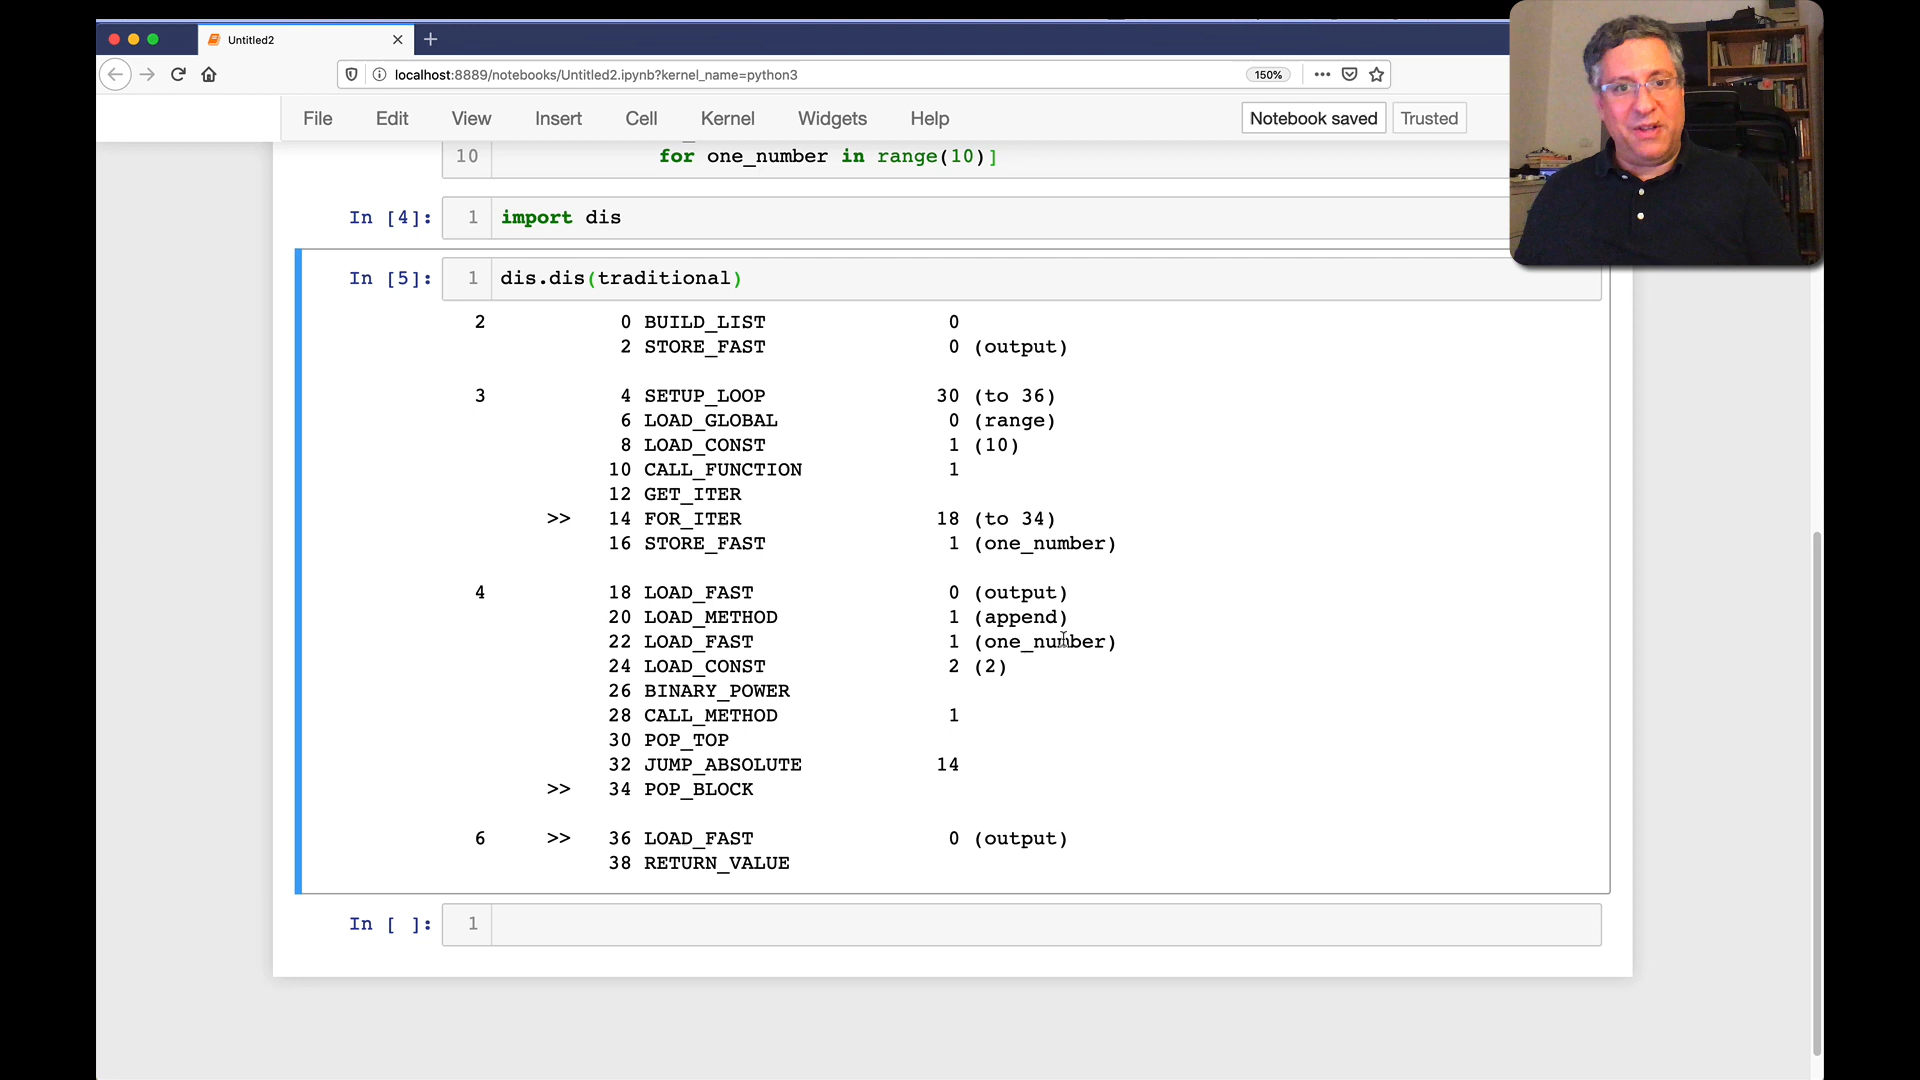 Untitled2
localhost:8889/notebooks/Untitled2.ipynb?kernel_name=python3 150%
File Edit View Insert Cell Kernel Widgets Help Notebook saved Trusted
10 for one_number in range(10)]
In [4]: 1 import dis
In [5]: 1 dis.dis(traditional)
2 0 BUILD_LIST 0
2 STORE_FAST 0 (output)
3 4 SETUP_LOOP 30 (to 36)
6 LOAD_GLOBAL 0 (range)
8 LOAD_CONST 1 (10)
10 CALL_FUNCTION 1
12 GET_ITER
>> 14 FOR_ITER 18 (to 34)
16 STORE_FAST 1 (one_number)
4 18 LOAD_FAST 0 (output)
20 LOAD_METHOD 1 (append)
22 LOAD_FAST 1 (one_number)
24 LOAD_CONST 2 (2)
26 BINARY_POWER
28 CALL_METHOD 1
30 POP_TOP
32 JUMP_ABSOLUTE 14
>> 34 POP_BLOCK
6 >> 36 LOAD_FAST 0 (output)
38 RETURN_VALUE
In [ ]: 1